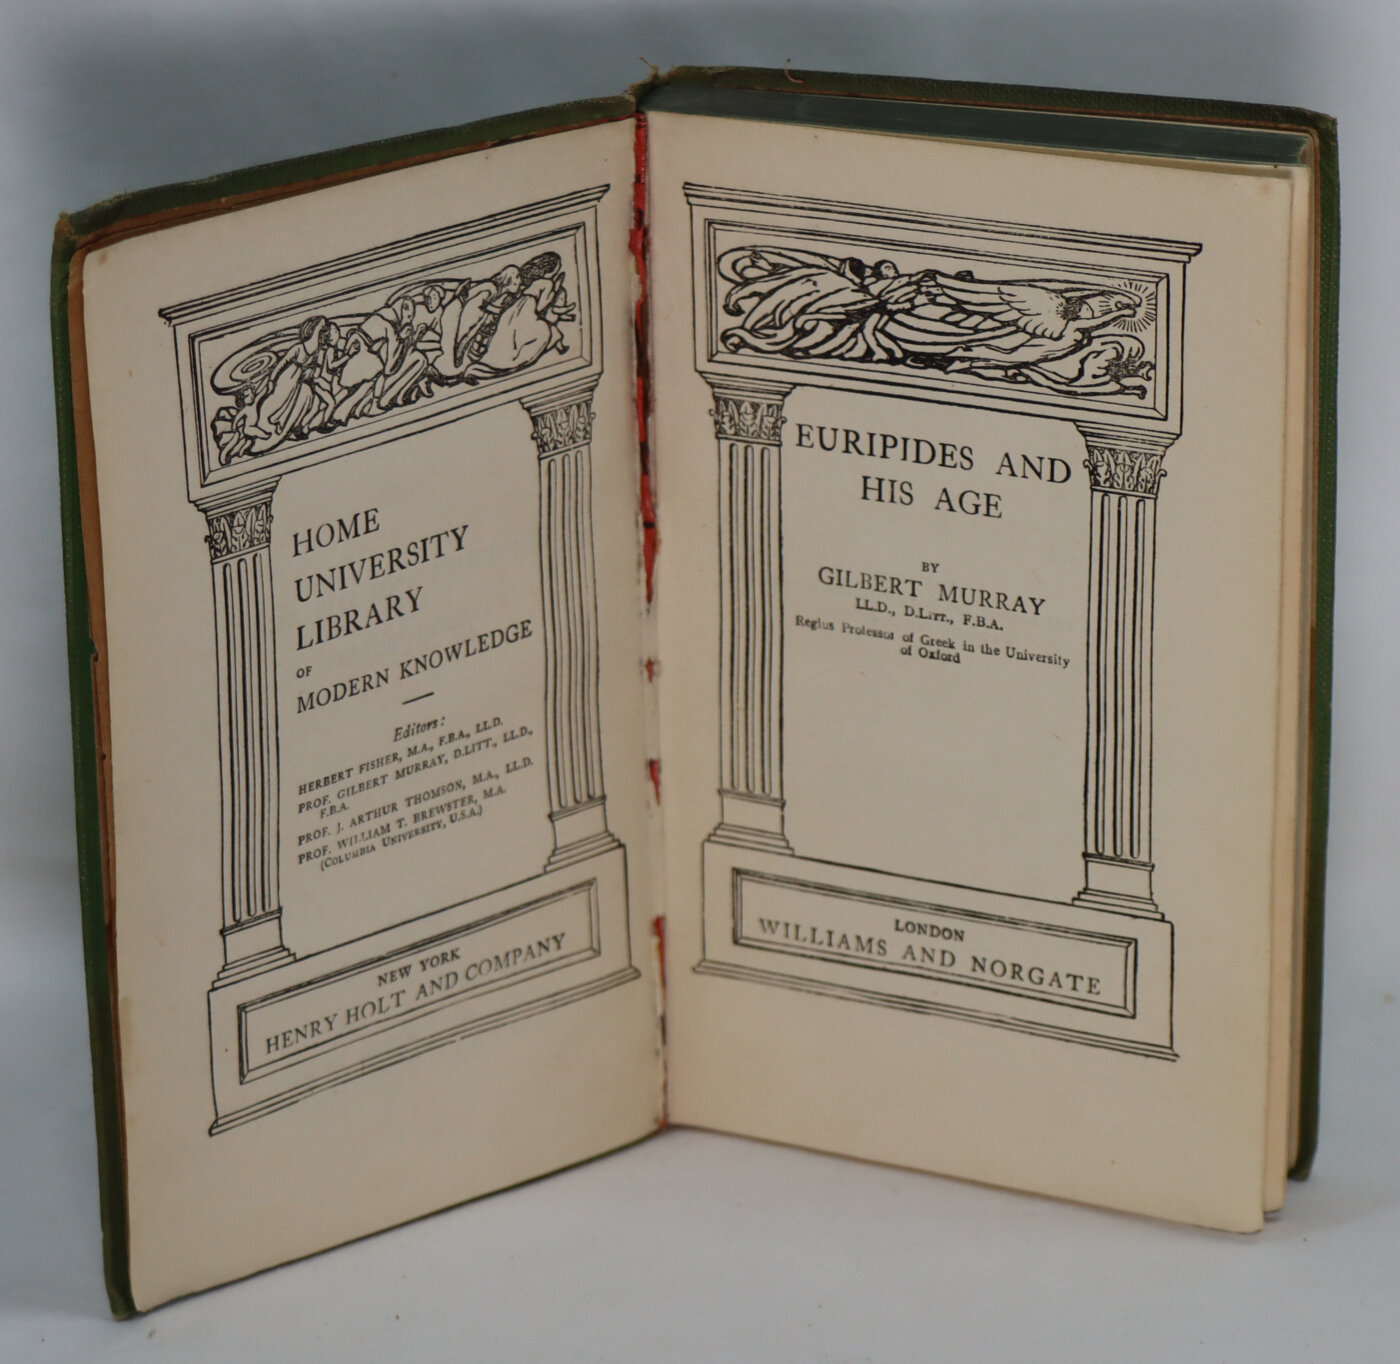 HOME
UNIVERSITY
LIBRARY
OF
MODERN KNOWLEDGE
Editors:
HERBERT FISHER, M.A., F.B.A., LL.D.
PROF. GILBERT MURRAY, D.LITT., LL.D.,
F.B.A.
PROF. J. ARTHUR THOMSON, M.A., LL.D.
PROF. WILLIAM T. BREWSTER, M.A.
(COLUMBIA UNIVERSITY, U.S.A.)
NEW YORK
HENRY HOLT AND COMPANY
EURIPIDES AND
HIS AGE
BY
GILBERT MURRAY
LL.D., D.LITT., F.B.A.
Regius Professor of Greek in the University
of Oxford
LONDON
WILLIAMS AND NORGATE